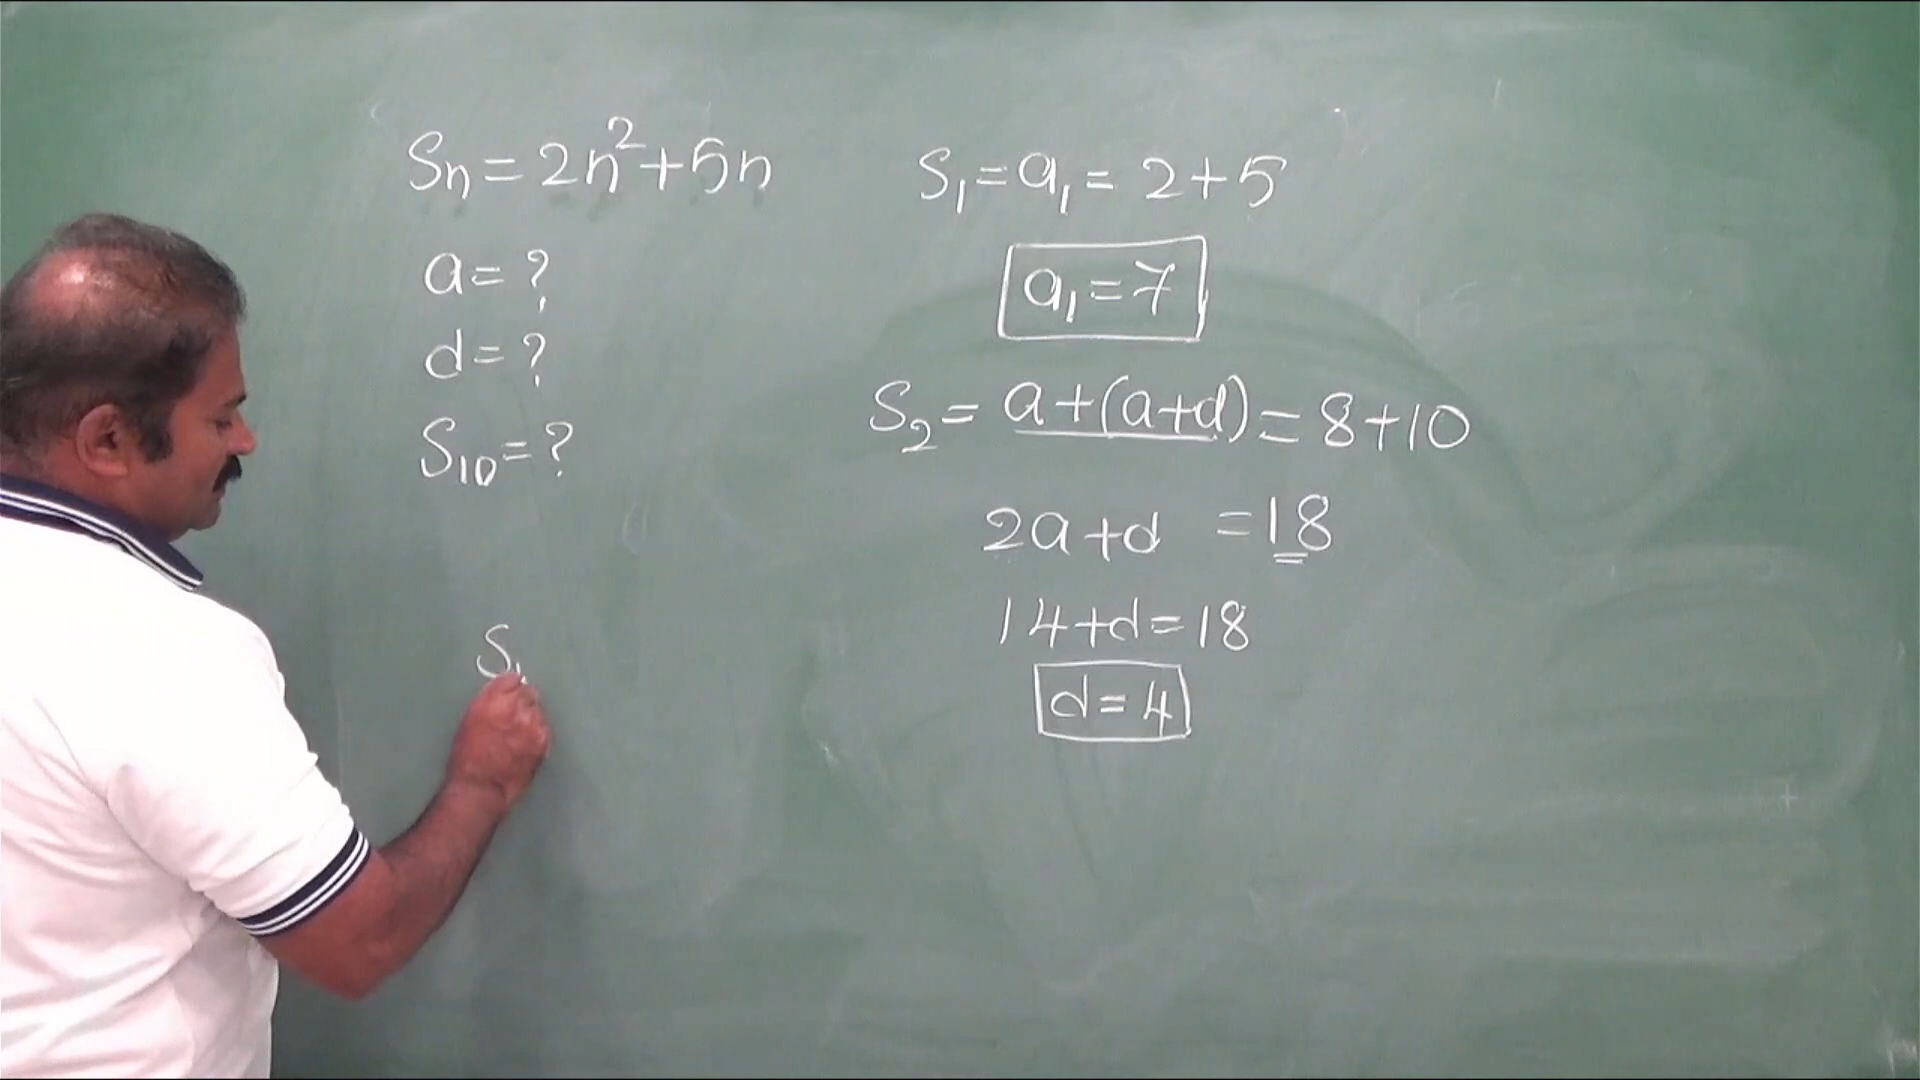 Sn = 2n²+5n
a = ?
d = ?
S₁₀ = ?
S
S₁ = a₁ = 2+5
a₁ = 7
S₂ = a+(a+d) = 8+10
2a+d = 18
14+d = 18
d = 4